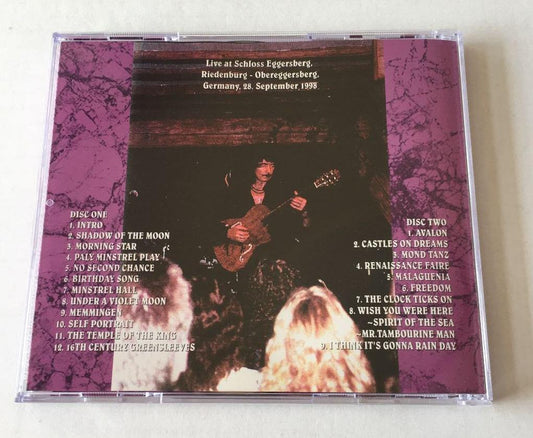 Live at Schloss Eggersberg,
Riedenburg - Obereggersberg,
Germany, 28. September 1998
DISC ONE
1. INTRO
2. SHADOW OF THE MOON
3. MORNING STAR
4. PALY MINSTREL PLAY
5. NO SECOND CHANCE
6. BIRTHDAY SONG
7. MINSTREL HALL
8. UNDER A VIOLET MOON
9. MEMMINGEN
10. SELF PORTRAIT
11. THE TEMPLE OF THE KING
12. 16TH CENTURY GREENSLEEVES
DISC TWO
1. AVALON
2. CASTLES ON DREAMS
3. MOND TANZ
4. RENAISSANCE FAIRE
5. MALAGUENIA
6. FREEDOM
7. THE CLOCK TICKS ON
8. WISH YOU WERE HERE
~SPIRIT OF THE SEA
~MR.TAMBOURINE MAN
9. I THINK IT'S GONNA RAIN DAY